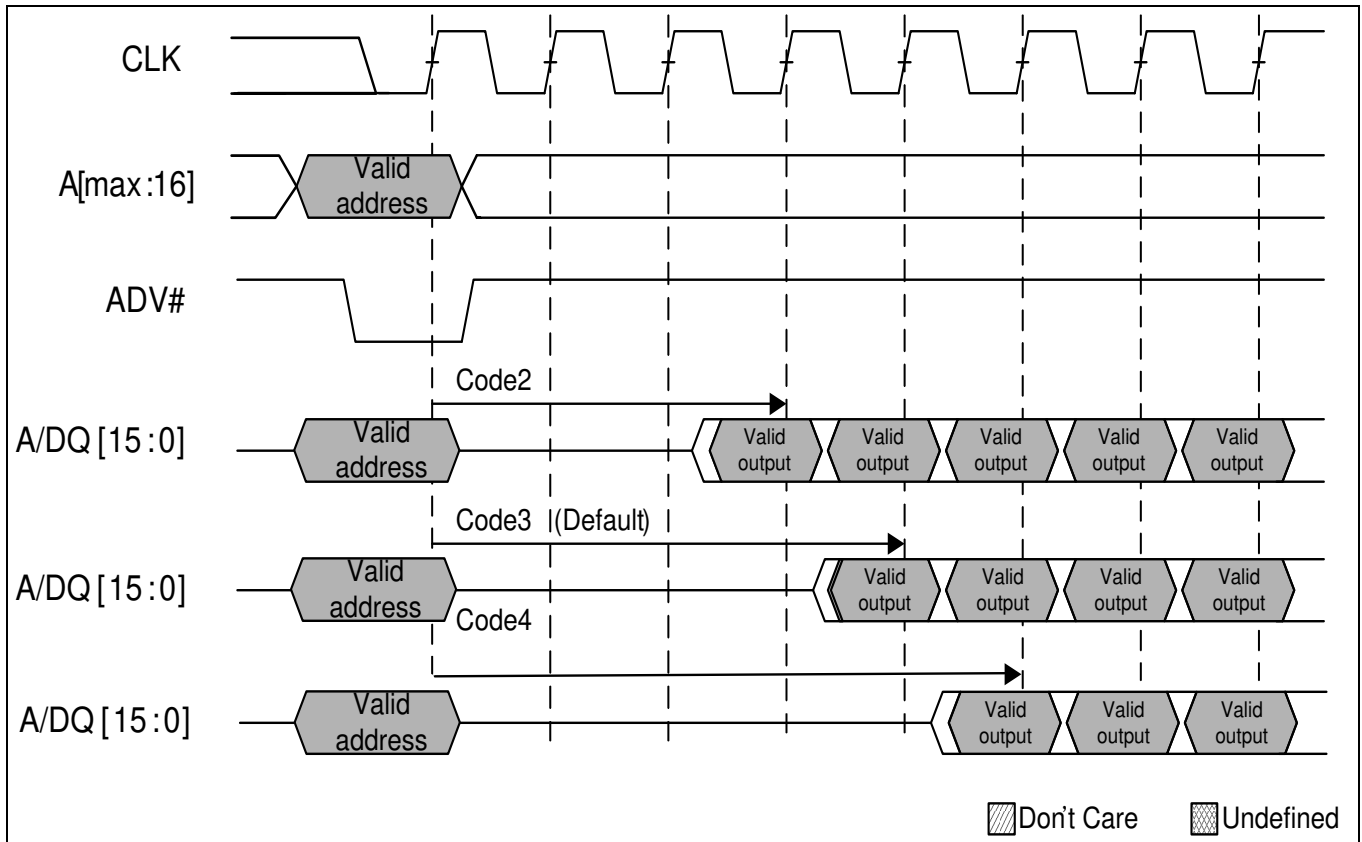 CLK
A[max:16]
Valid
address
ADV#
Code2
A/DQ[15:0]
Valid
address
Valid
output
Valid
output
Valid
output
Valid
output
Valid
output
Code3 (Default)
A/DQ[15:0]
Valid
address
Valid
output
Valid
output
Valid
output
Valid
output
Code4
A/DQ[15:0]
Valid
address
Valid
output
Valid
output
Valid
output
Don't Care
Undefined